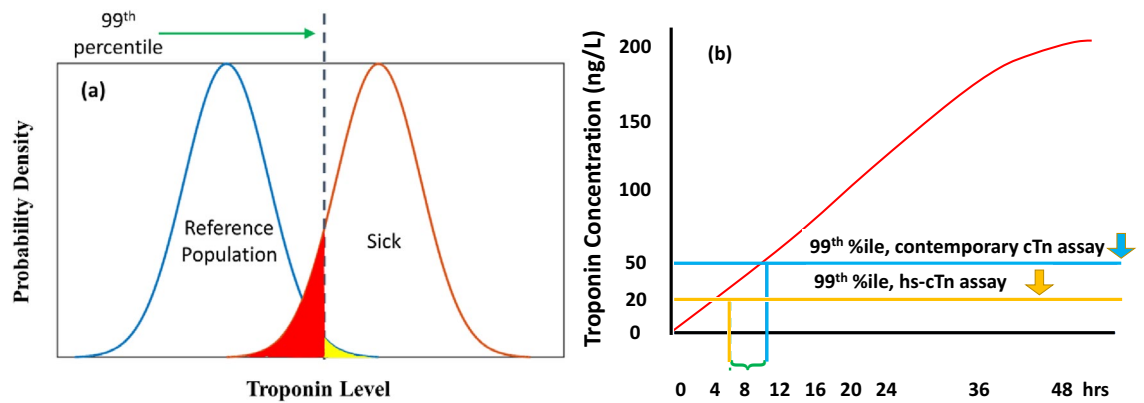 99th
percentile
(a)
Probability Density
Reference
Population
Sick
Troponin Level
(b)
Troponin Concentration (ng/L)
200
150
100
50
20
0
99th %ile, contemporary cTn assay
99th %ile, hs-cTn assay
0 4 8 12 16 20 24 36 48 hrs